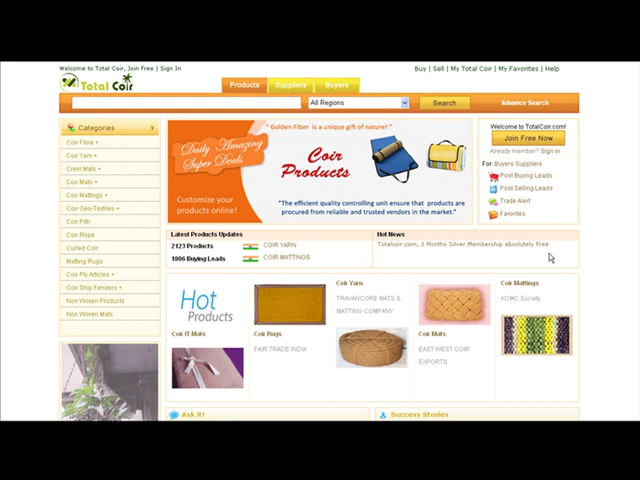 Welcome to Total Coir, Join Free | Sign In
Buy | Sell | My Total Coir | My Favorites | Help
Total Coir
Products
Suppliers
Buyers
All Regions
Search
Advance Search
Categories
Coir Fibre
Coir Yarn
Creel Mats
Coir Mats
Coir Mattings
Coir Geo-Textiles
Coir Pith
Coir Rope
Curled Coir
Matting Rugs
Coir Ply Articles
Coir Ship Fenders
Non Woven Products
Non Woven Mats
" Golden Fiber is a unique gift of nature! "
Daily Amazing
Super Deals
Coir
Products
Customize your
products online!
"The efficient quality controlling unit ensure that products are
procured from reliable and trusted vendors in the market."
Welcome to TotalCoir.com!
Join Free Now
Already member? Sign in
For: Buyers Suppliers
Post Buying Leads
Post Selling Leads
Trade Alert
Favorites
Latest Products Updates
2123 Products
COIR YARN
1806 Buying Leads
COIR MATTINGS
Hot News
Totalcoir.com, 3 Months Silver Membership absolutely Free
Hot
Products
Coir IT Mats
Coir Rugs
FAIR TRADE INDIA
Coir Yarn
TRAVANCORE MATS &
MATTING COMPANY
Coir Mats
EAST WEST COIR
EXPORTS
Coir Mattings
KCMC Society
Ask it!
Success Stories